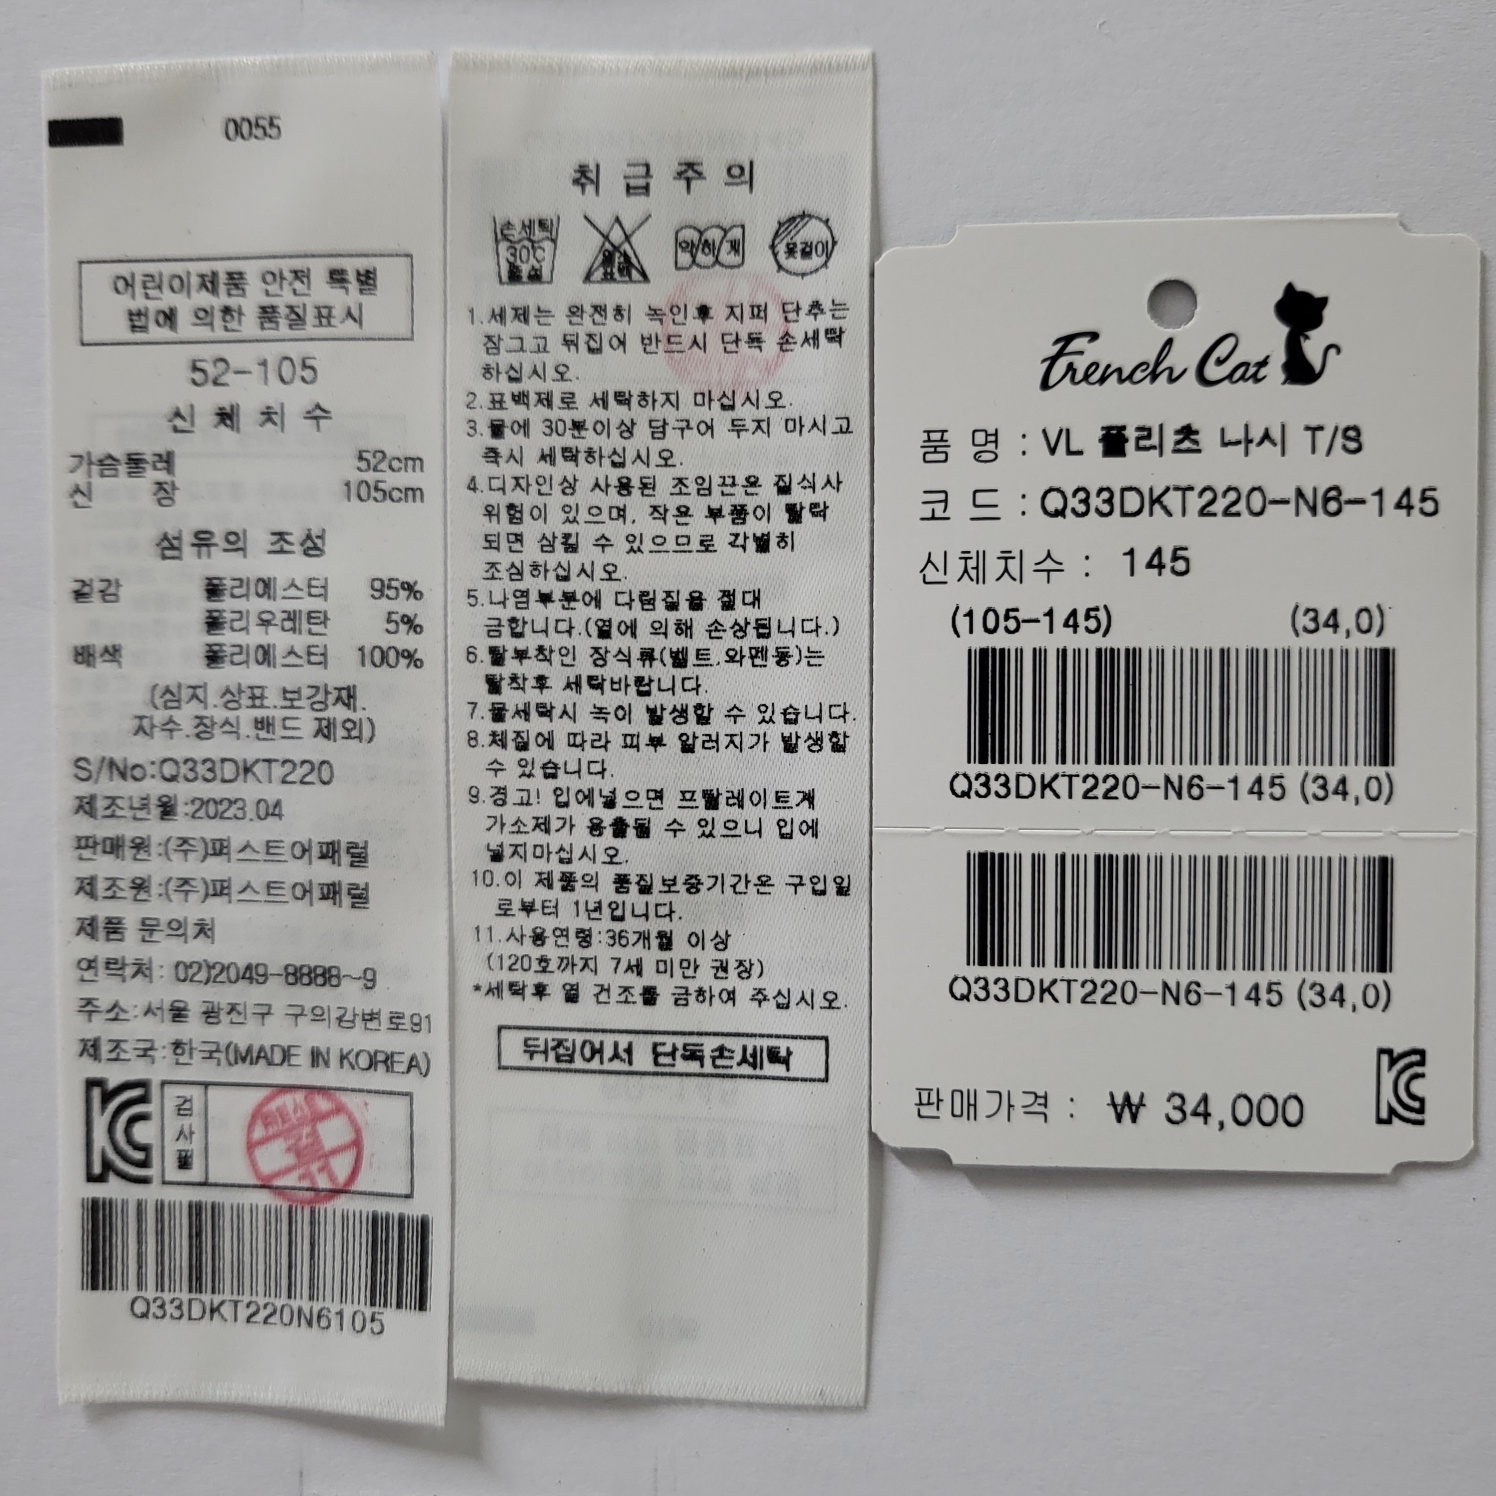 0055
어린이제품 안전 특별
법에 의한 품질표시
52-105
신 체 치 수
가슴둘레 52cm
신 장 105cm
섬유의 조성
겉감 폴리에스터 95%
폴리우레탄 5%
배색 폴리에스터 100%
(심지.상표.보강재.
자수.장식.밴드 제외)
S/No:Q33DKT220
제조년월:2023.04
판매원:(주)퍼스트어패럴
제조원:(주)퍼스트어패럴
제품 문의처
연락처: 02)2049-8888~9
주소:서울 광진구 구의강변로91
제조국:한국(MADE IN KOREA)
검사필
Q33DKT220N6105
취 급 주 의
손세탁
30℃
중성
약하게
옷걸이
1.세제는 완전히 녹인후 지퍼 단추는
잠그고 뒤집어 반드시 단독 손세탁
하십시오.
2.표백제로 세탁하지 마십시오.
3.물에 30분이상 담구어 두지 마시고
즉시 세탁하십시오.
4.디자인상 사용된 조임끈은 질식사
위험이 있으며, 작은 부품이 탈락
되면 삼킬 수 있으므로 각별히
조심하십시오.
5.나염부분에 다림질을 절대
금합니다.(열에 의해 손상됩니다.)
6.탈부착인 장식류(벨트,와펜등)는
탈착후 세탁바랍니다.
7.물세탁시 녹이 발생할 수 있습니다.
8.체질에 따라 피부 알러지가 발생할
수 있습니다.
9.경고! 입에넣으면 프탈레이트계
가소제가 용출될 수 있으니 입에
넣지마십시오.
10.이 제품의 품질보증기간은 구입일
로부터 1년입니다.
11.사용연령:36개월 이상
(120호까지 7세 미만 권장)
*세탁후 열 건조를 금하여 주십시오.
뒤집어서 단독손세탁
French Cat
품 명 : VL 플리츠 나시 T/S
코 드 : Q33DKT220-N6-145
신체치수 : 145
(105-145) (34,0)
Q33DKT220-N6-145 (34,0)
Q33DKT220-N6-145 (34,0)
판매가격 : ₩ 34,000